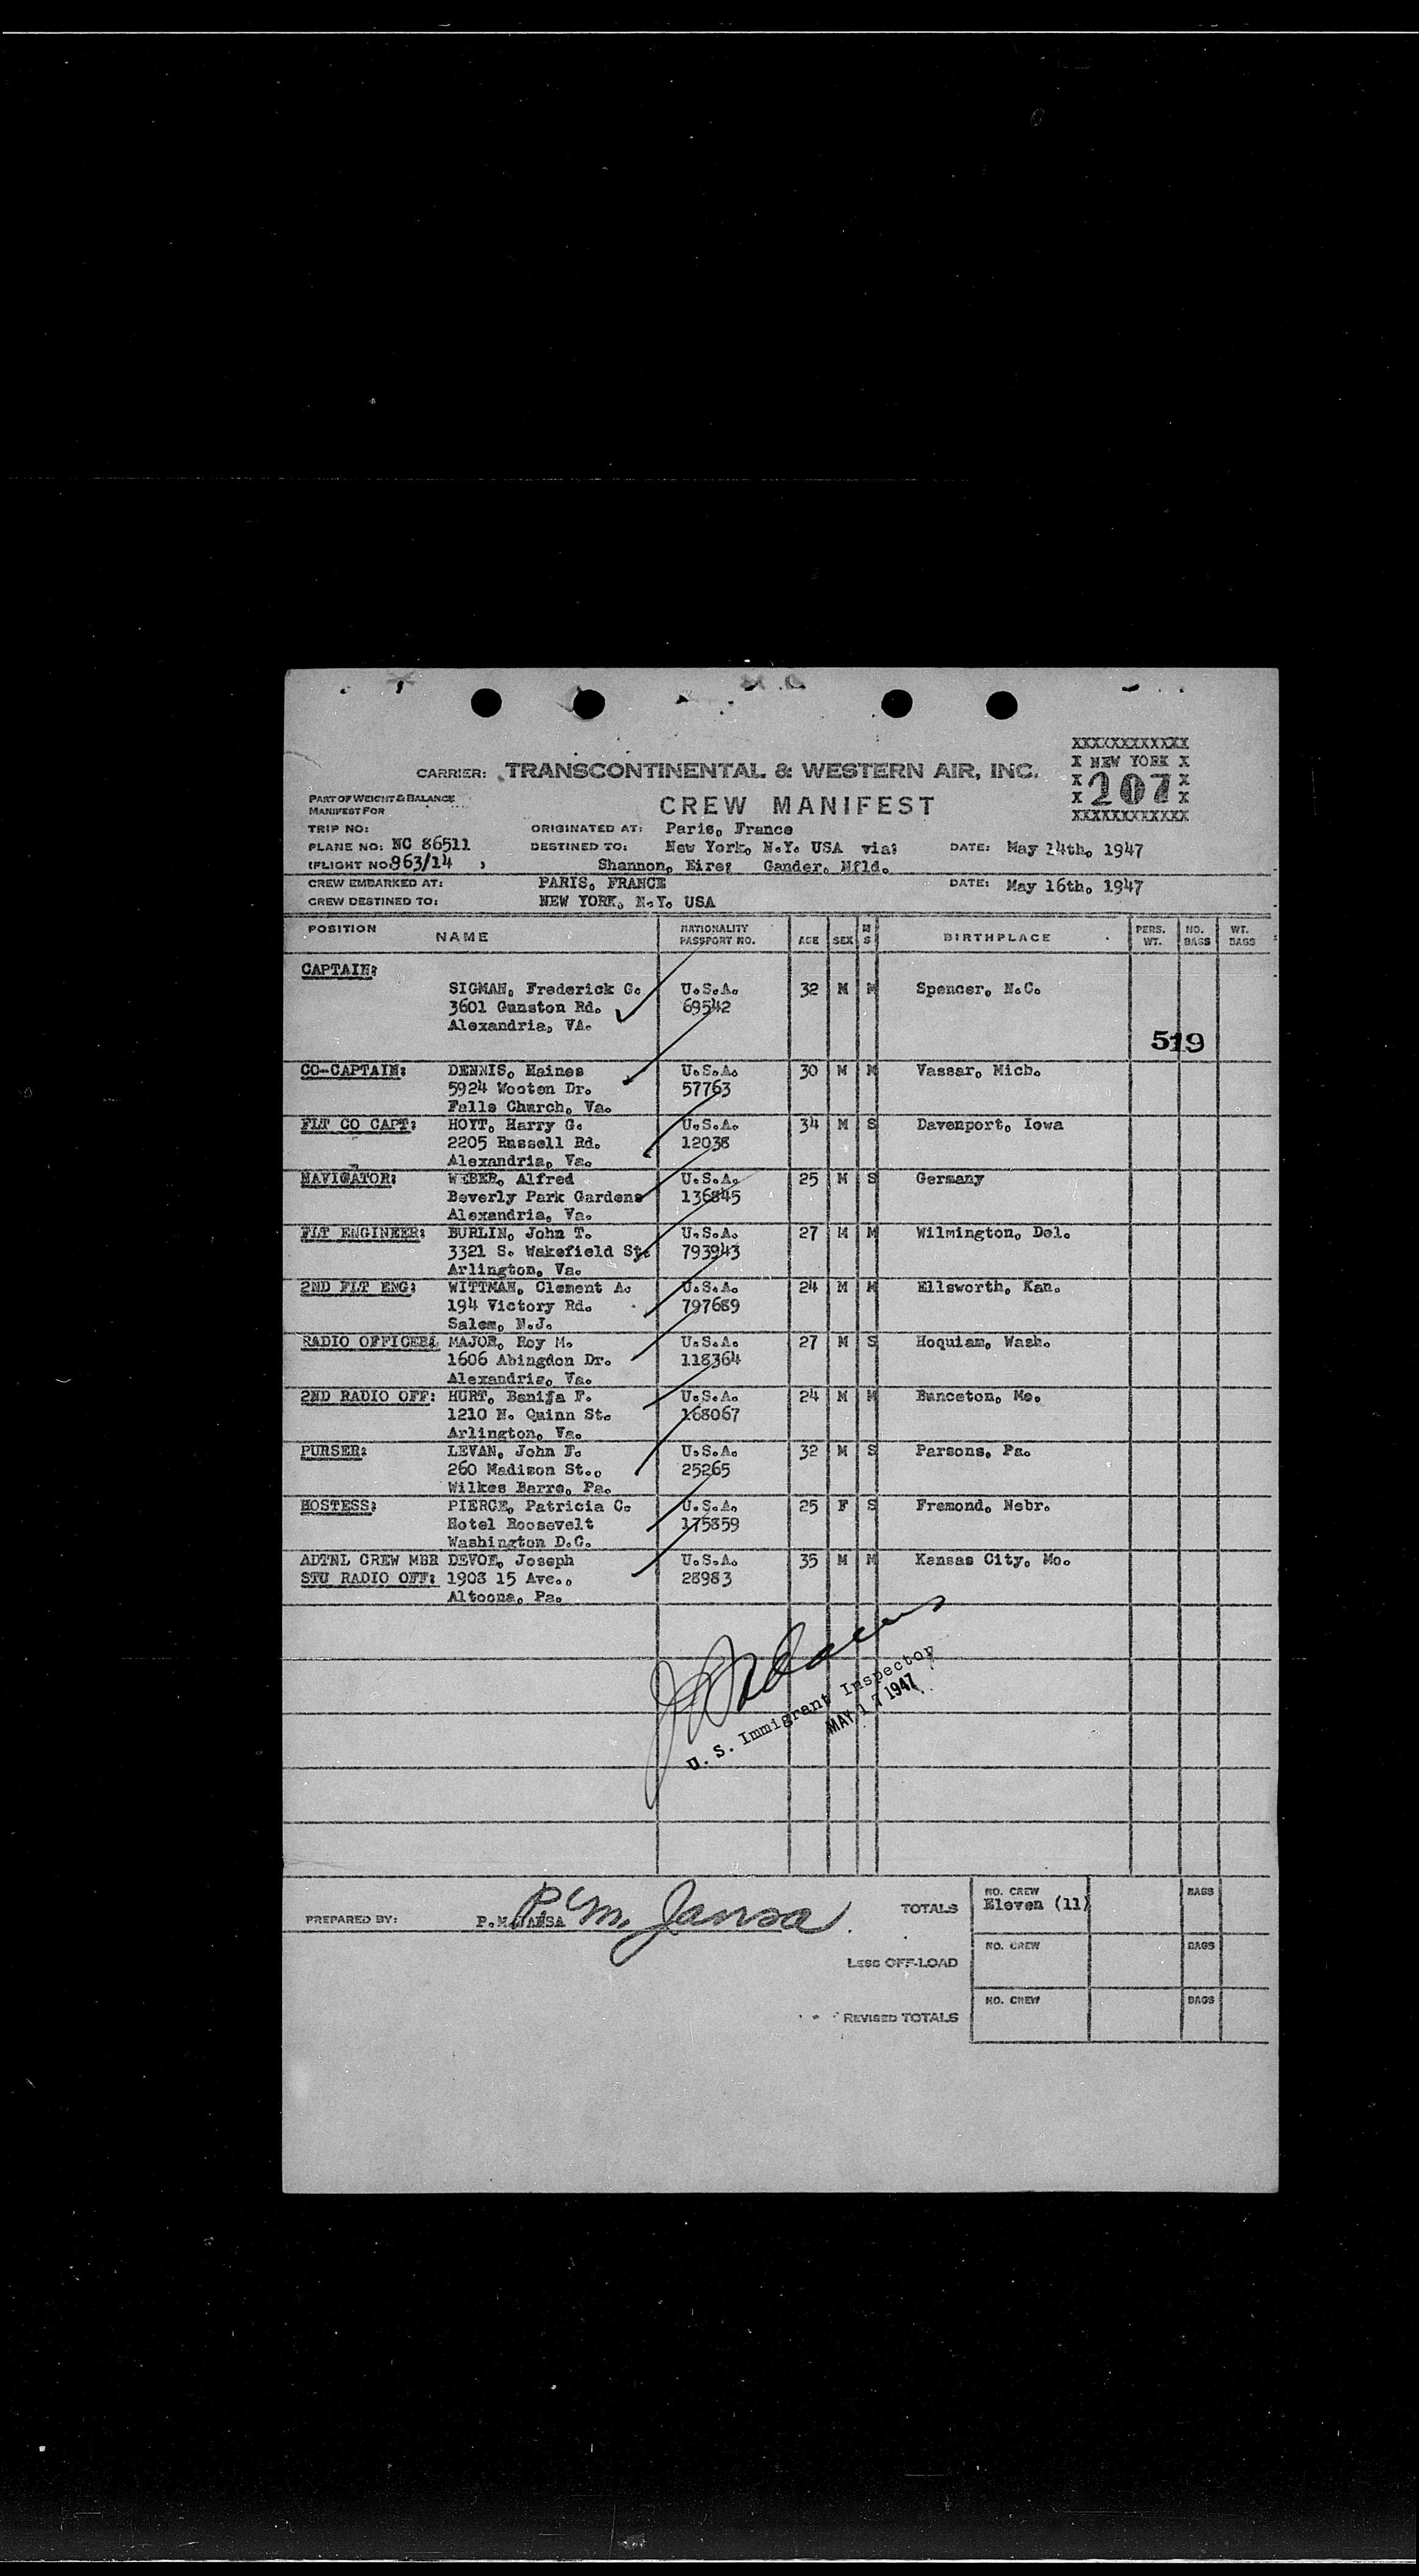 XXXXXXXXXXXX
X NEW YORK X
X 207 X
X X
XXXXXXXXXXXX
CARRIER: TRANSCONTINENTAL & WESTERN AIR, INC.
PART OF WEIGHT & BALANCE
MANIFEST FOR
CREW MANIFEST
TRIP NO: ORIGINATED AT: Paris, France
PLANE NO: NC 86511 DESTINED TO: New York, N.Y. USA via: DATE: May 14th, 1947
(FLIGHT NO: 963/14 ) Shannon, Eire; Gander, Nfld.
CREW EMBARKED AT: PARIS, FRANCE DATE: May 16th, 1947
CREW DESTINED TO: NEW YORK, N.Y. USA
POSITION NAME NATIONALITY PASSPORT NO. AGE SEX M S BIRTHPLACE PERS. WT. NO. BAGS WT. BAGS
CAPTAIN:
SIGMAN, Frederick G. U.S.A. 32 M M Spencer, N.C.
3601 Gunston Rd. 69542
Alexandria, VA.
519
CO-CAPTAIN: DENNIS, Haines U.S.A. 30 M M Vassar, Mich.
5924 Wooten Dr. 57763
Falls Church, Va.
FLT CO CAPT: HOYT, Harry G. U.S.A. 34 M S Davenport, Iowa
2205 Russell Rd. 12038
Alexandria, Va.
NAVIGATOR: WEBER, Alfred U.S.A. 25 M S Germany
Beverly Park Gardens 136845
Alexandria, Va.
FLT ENGINEER: BURLIN, John T. U.S.A. 27 M M Wilmington, Del.
3321 S. Wakefield St. 793943
Arlington, Va.
2ND FLT ENG: WITTMAN, Clement A. U.S.A. 24 M M Ellsworth, Kan.
194 Victory Rd. 797689
Salem, N.J.
RADIO OFFICER: MAJOR, Roy M. U.S.A. 27 M S Hoquiam, Wash.
1606 Abingdon Dr. 118364
Alexandria, Va.
2ND RADIO OFF: HURT, Banifa F. U.S.A. 24 M M Bunceton, Mo.
1210 N. Quinn St. 168067
Arlington, Va.
PURSER: LEVAN, John F. U.S.A. 32 M S Parsons, Pa.
260 Madison St., 25265
Wilkes Barre, Pa.
HOSTESS: PIERCE, Patricia C. U.S.A. 25 F S Fremond, Nebr.
Hotel Roosevelt 175859
Washington D.C.
ADTNL CREW MBR DEVOE, Joseph U.S.A. 35 M M Kansas City, Mo.
STU RADIO OFF: 1908 15 Ave., 28983
Altoona, Pa.
U. S. Immigrant Inspector
MAY 17 1947
PREPARED BY: P.M. JANSA P M. Jansa TOTALS NO. CREW Eleven (11) BAGS
LESS OFF-LOAD NO. CREW BAGS
REVISED TOTALS NO. CREW BAGS